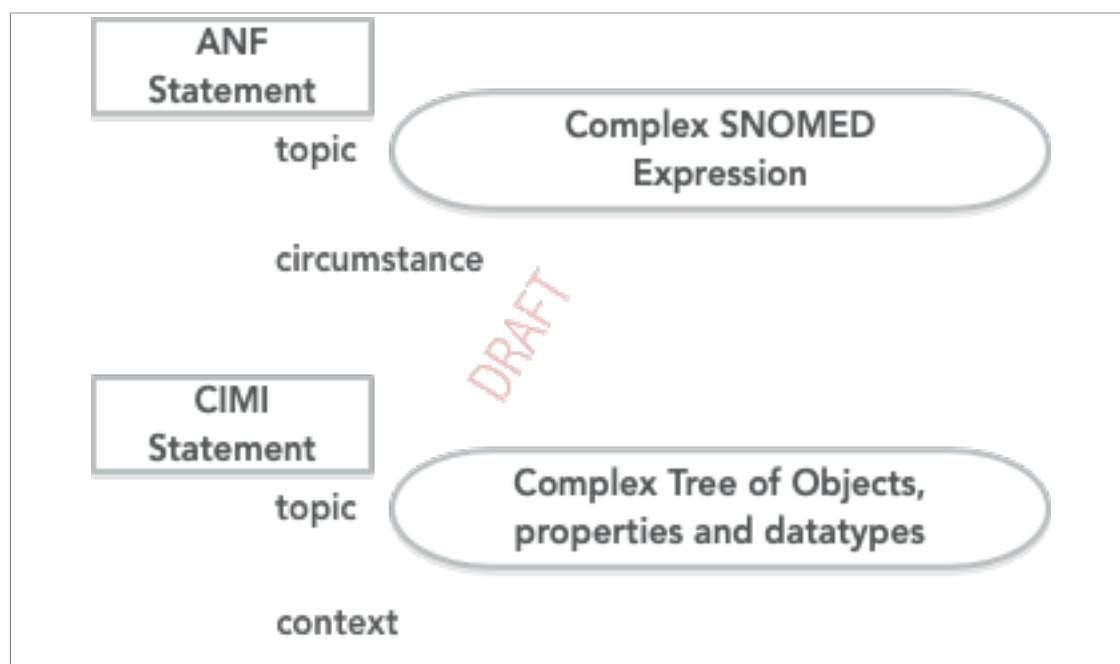 ANF
Statement
topic
Complex SNOMED
Expression
circumstance
DRAFT
CIMI
Statement
topic
Complex Tree of Objects,
properties and datatypes
context